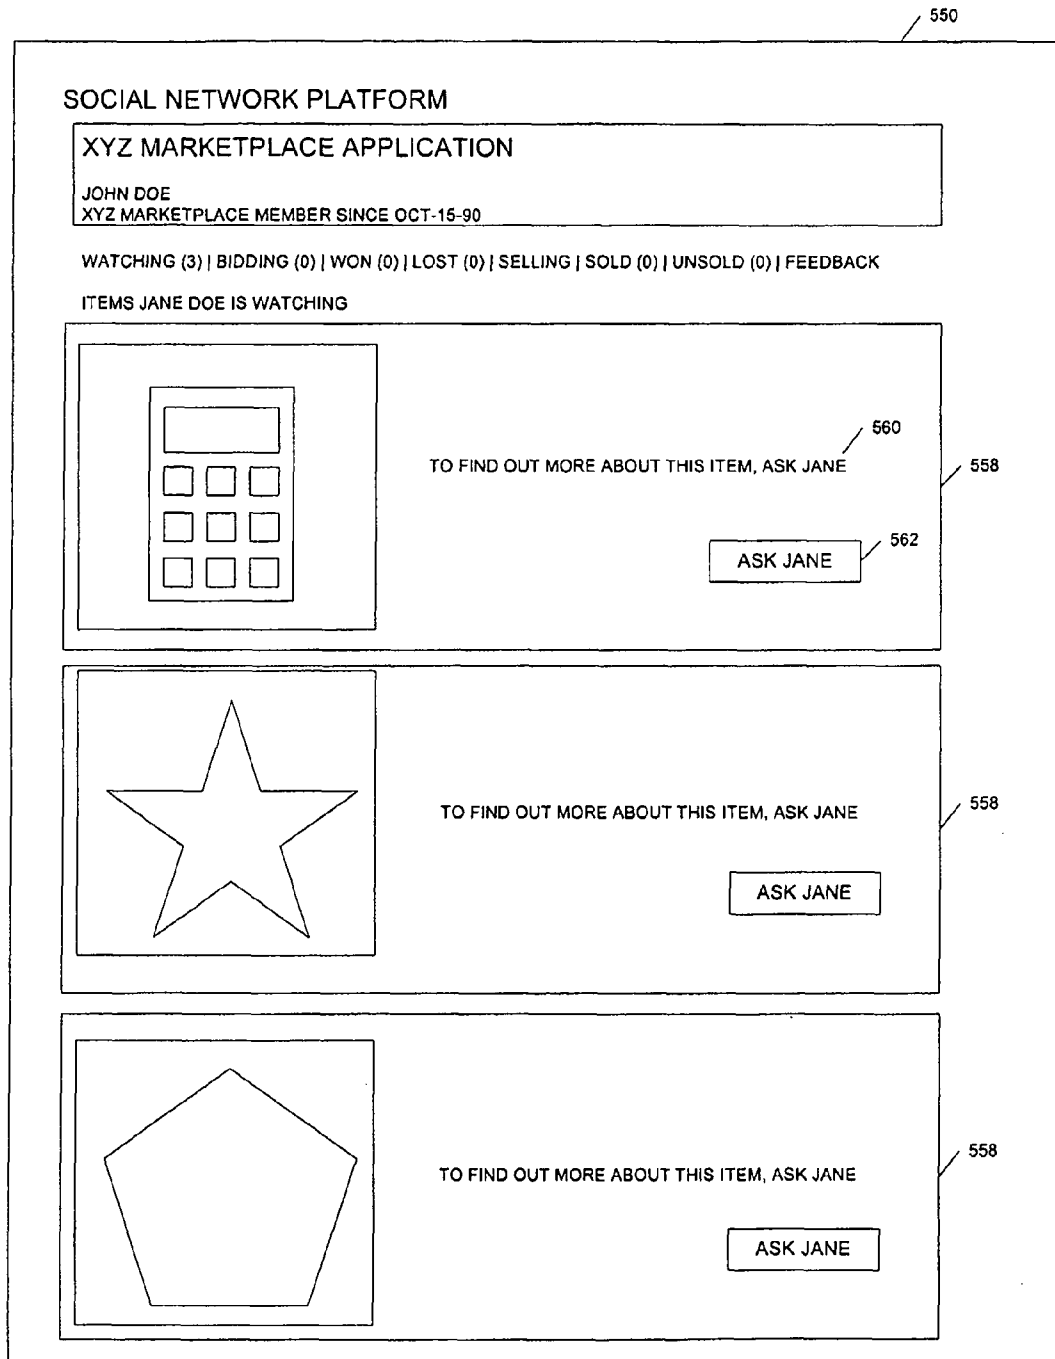 550
SOCIAL NETWORK PLATFORM
XYZ MARKETPLACE APPLICATION
JOHN DOE
XYZ MARKETPLACE MEMBER SINCE OCT-15-90
WATCHING (3) | BIDDING (0) | WON (0) | LOST (0) | SELLING | SOLD (0) | UNSOLD (0) | FEEDBACK
ITEMS JANE DOE IS WATCHING
560
TO FIND OUT MORE ABOUT THIS ITEM, ASK JANE
558
562
ASK JANE
558
TO FIND OUT MORE ABOUT THIS ITEM, ASK JANE
ASK JANE
558
TO FIND OUT MORE ABOUT THIS ITEM, ASK JANE
ASK JANE